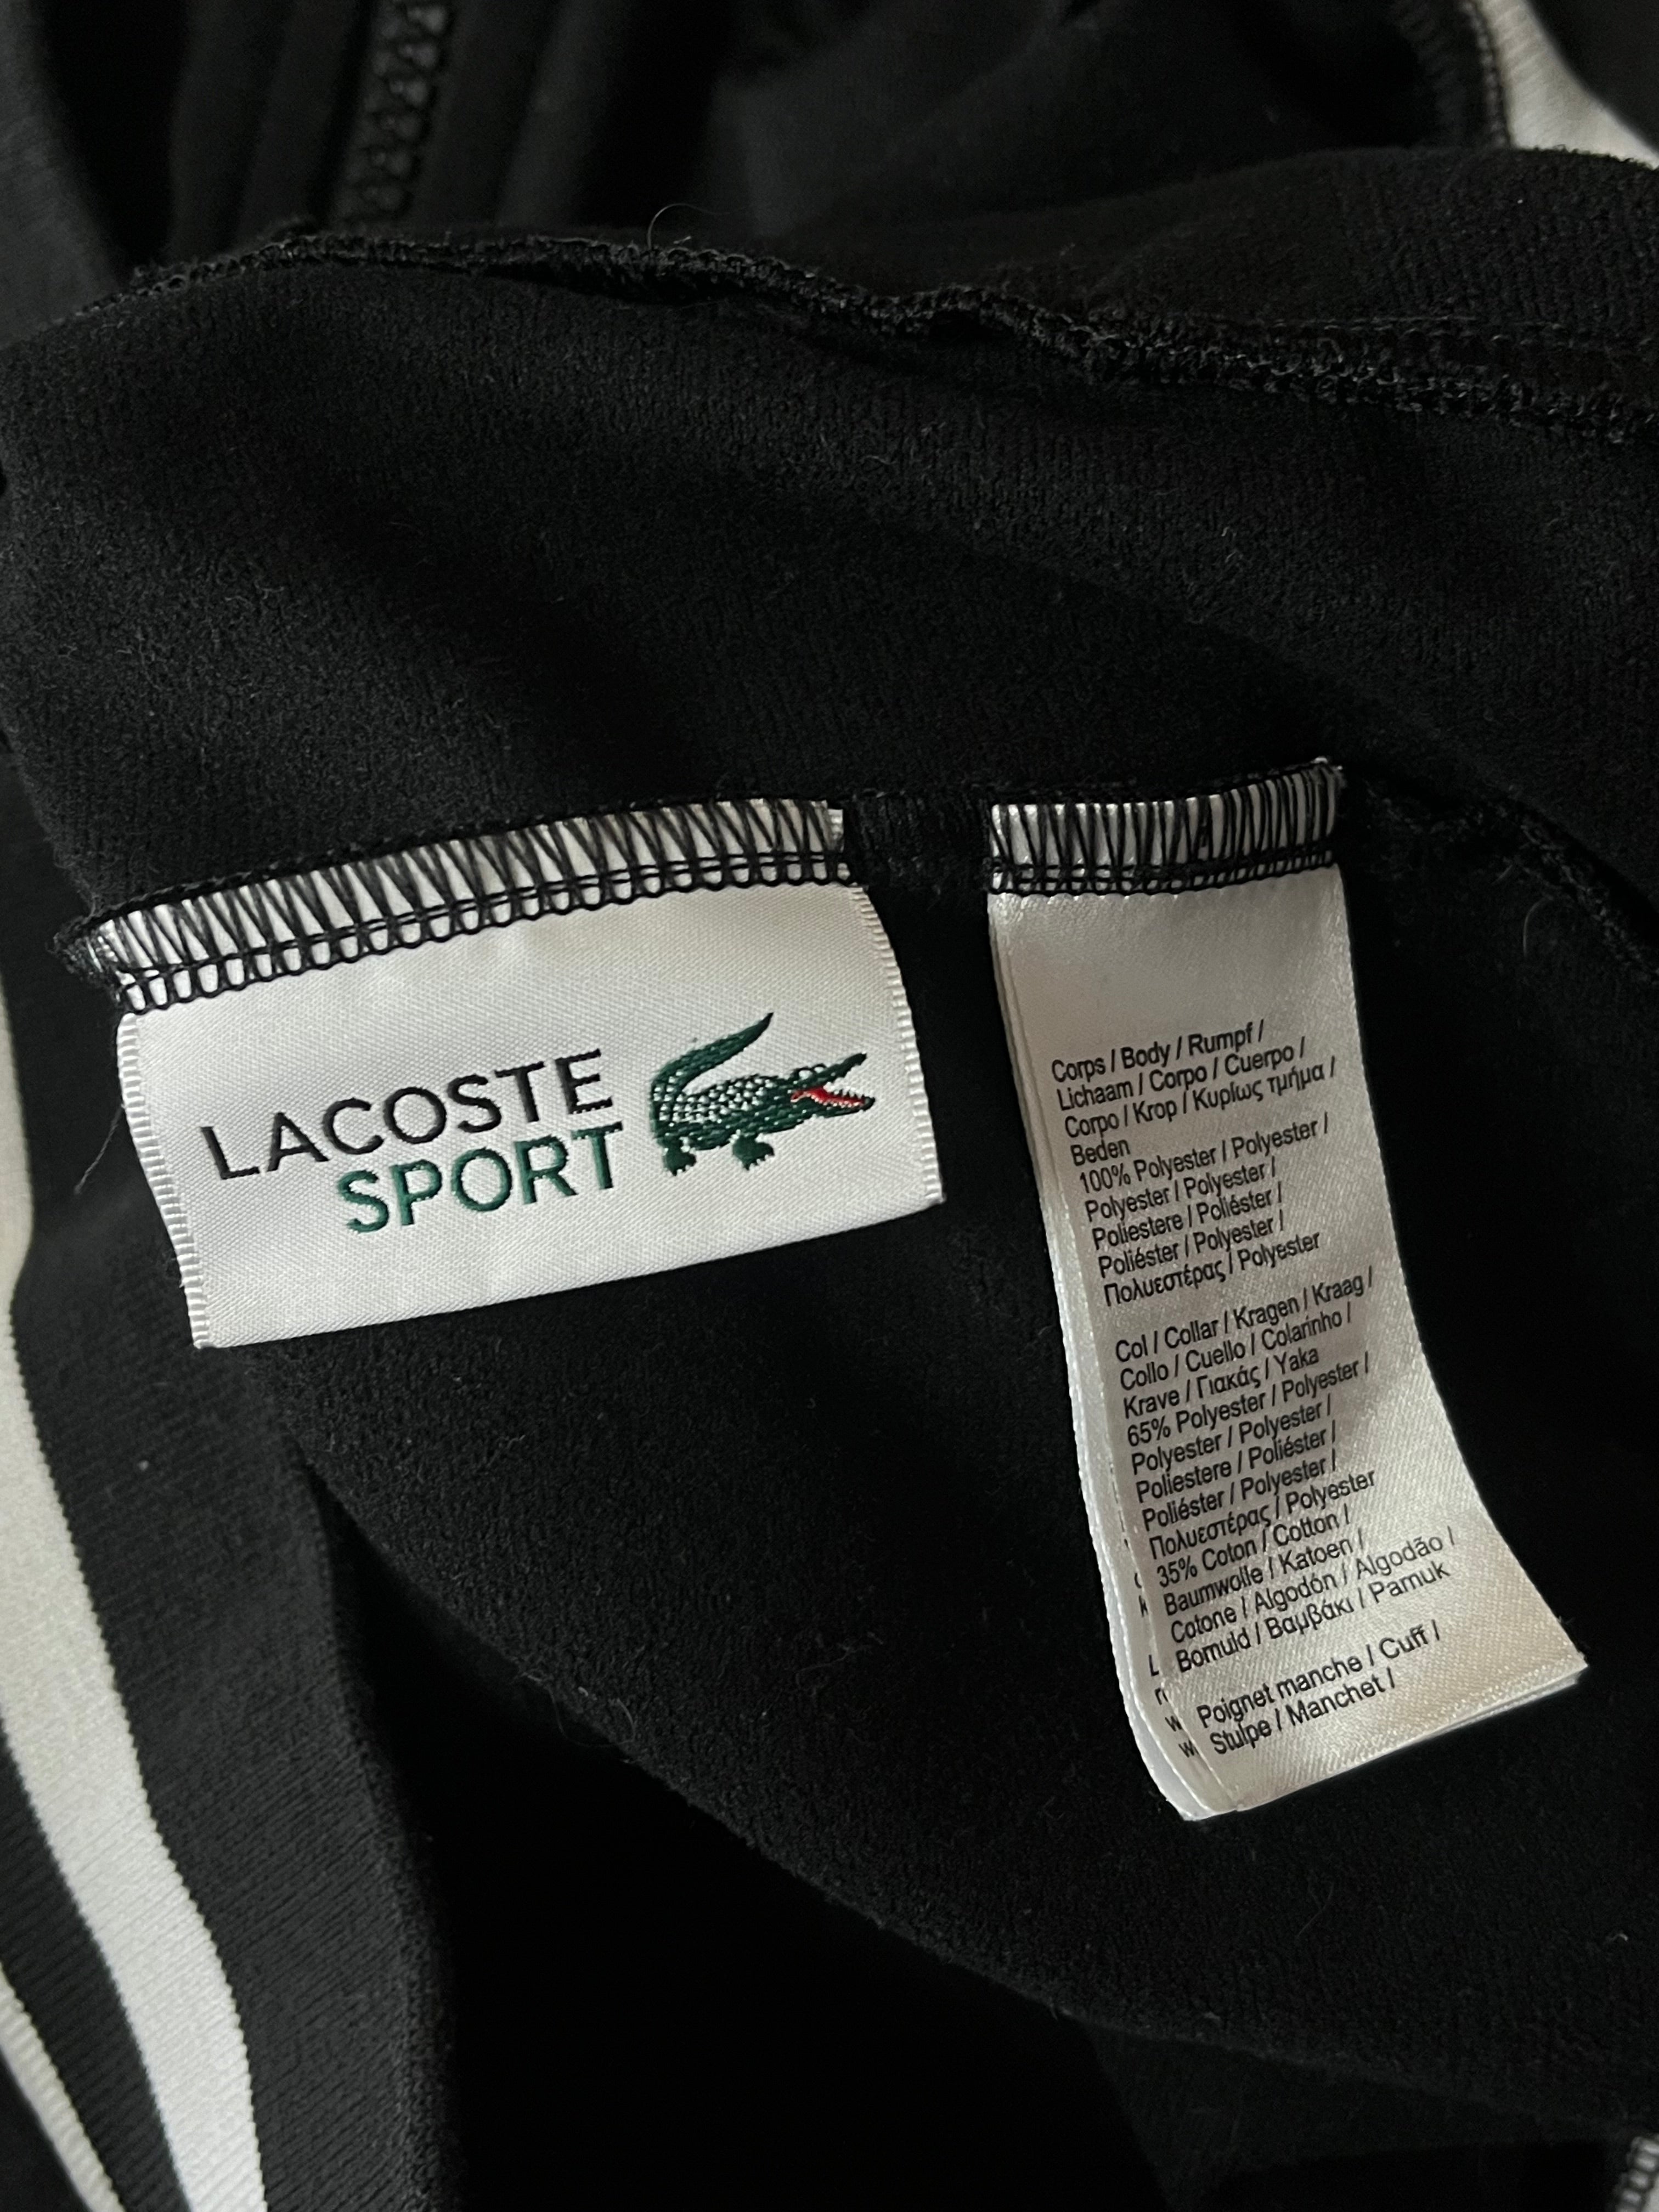 LACOSTE
SPORT
Corps / Body / Rumpf /
Lichaam / Corpo / Cuerpo /
Corpo / Krop / Κυρίως τμήμα /
Beden
100% Polyester / Polyester /
Polyester / Polyester /
Poliestere / Poliéster /
Poliéster / Polyester /
Πολυεστέρας / Polyester
Col / Collar / Kragen / Kraag /
Collo / Cuello / Colarinho /
Krave / Γιακάς / Yaka
65% Polyester / Polyester /
Polyester / Polyester /
Poliestere / Poliéster /
Poliéster / Polyester /
Πολυεστέρας / Polyester
35% Coton / Cotton /
Baumwolle / Katoen /
Cotone / Algodón / Algodão /
Bomuld / Βαμβάκι / Pamuk
Poignet manche / Cuff /
Stulpe / Manchet /